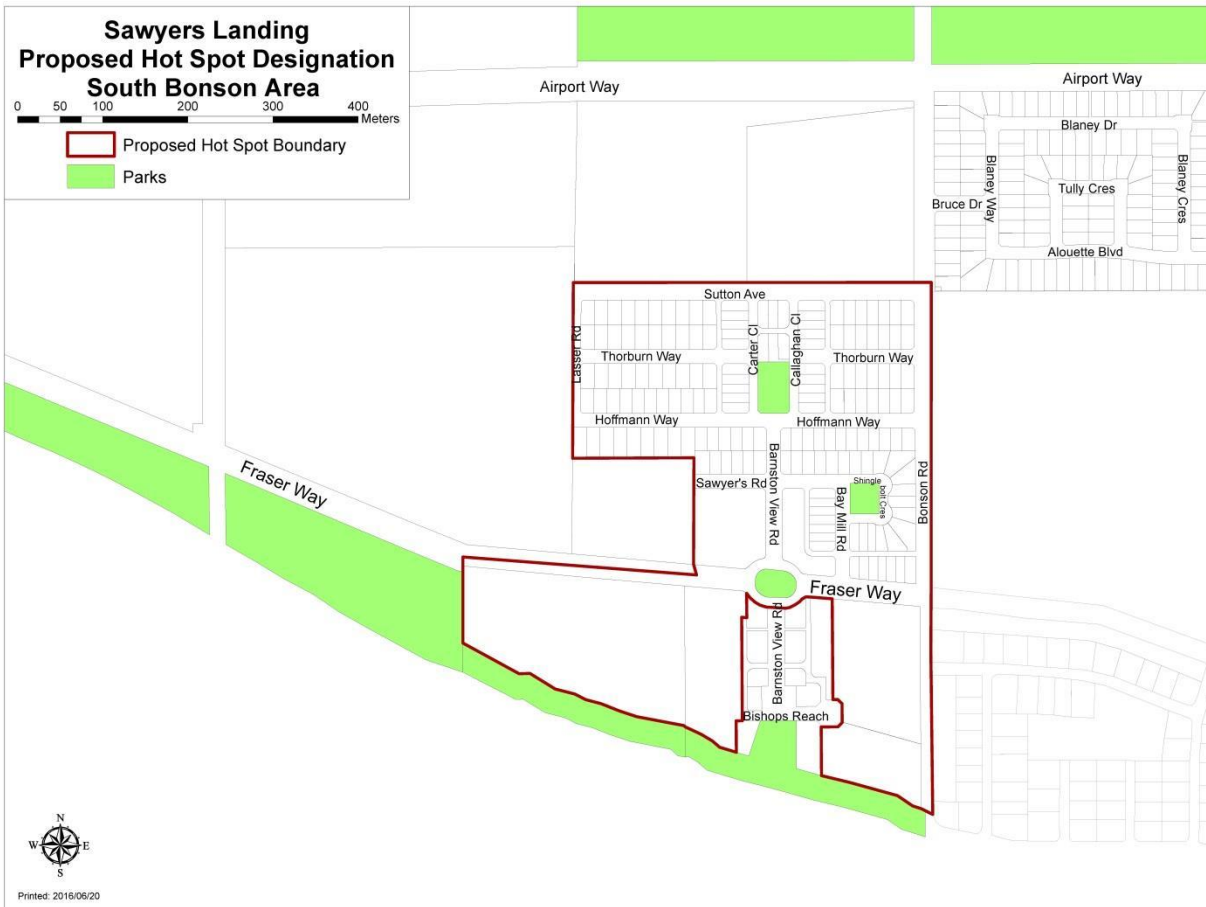 Sawyers Landing
Proposed Hot Spot Designation
South Bonson Area
0 50 100 200 300 400
Meters
Proposed Hot Spot Boundary
Parks
Airport Way
Airport Way
Blaney Dr
Blaney Way
Blaney Cres
Tully Cres
Bruce Dr
Alouette Blvd
Sutton Ave
Lasser Rd
Thorburn Way
Carter Cl
Callaghan Cl
Thorburn Way
Hoffmann Way
Hoffmann Way
Barnston View Rd
Sawyer's Rd
Bay Mill Rd
Shingle
bolt Cres
Bonson Rd
Fraser Way
Fraser Way
Barnston View Rd
Bishops Reach
N
W E
S
Printed: 2016/06/20